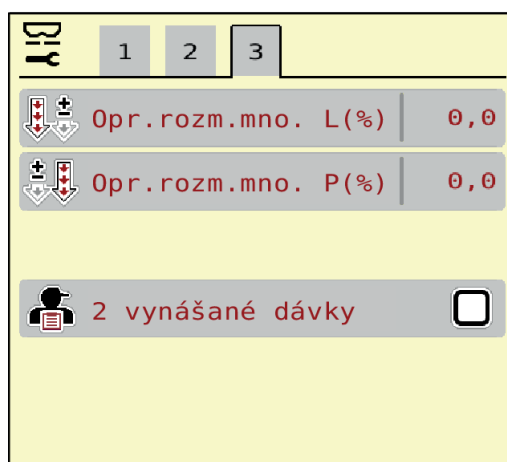 1 2 3
Opr.rozm.mno. L(%) 0,0
Opr.rozm.mno. P(%) 0,0
2 vynášané dávky